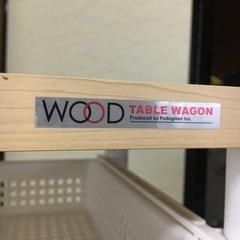 WOOD TABLE WAGON
Produced by Fudogiken Inc.